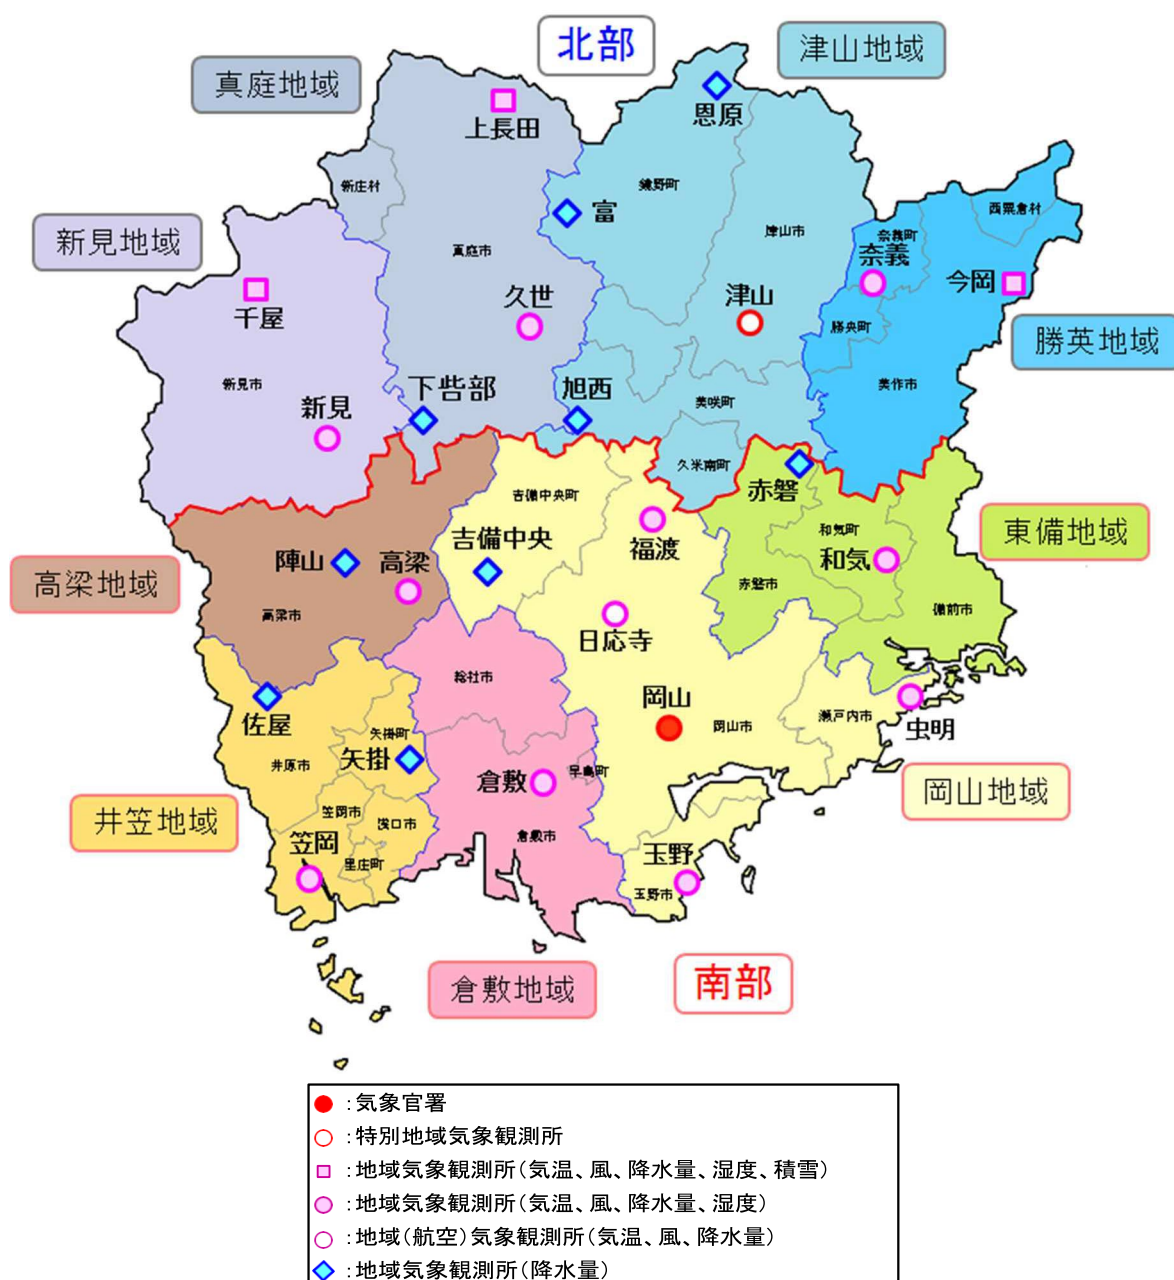 北部
津山地域
真庭地域
恩原
上長田
新庄村
鏡野町
西粟倉村
富
新見地域
真庭市
津山市
奈義町
奈義
今岡
千屋
久世
津山
勝央町
勝英地域
新見市
下呰部
旭西
美作市
新見
美咲町
久米南町
赤磐
吉備中央町
吉備中央
福渡
和気町
和気
東備地域
陣山
高梁
高梁地域
高梁市
赤磐市
備前市
日応寺
総社市
岡山
岡山市
瀬戸内市
虫明
佐屋
矢掛町
矢掛
井原市
倉敷
早島町
岡山地域
井笠地域
笠岡市
浅口市
倉敷市
笠岡
里庄町
玉野
玉野市
倉敷地域
南部
:気象官署
:特別地域気象観測所
:地域気象観測所(気温、風、降水量、湿度、積雪)
:地域気象観測所(気温、風、降水量、湿度)
:地域(航空)気象観測所(気温、風、降水量)
:地域気象観測所(降水量)